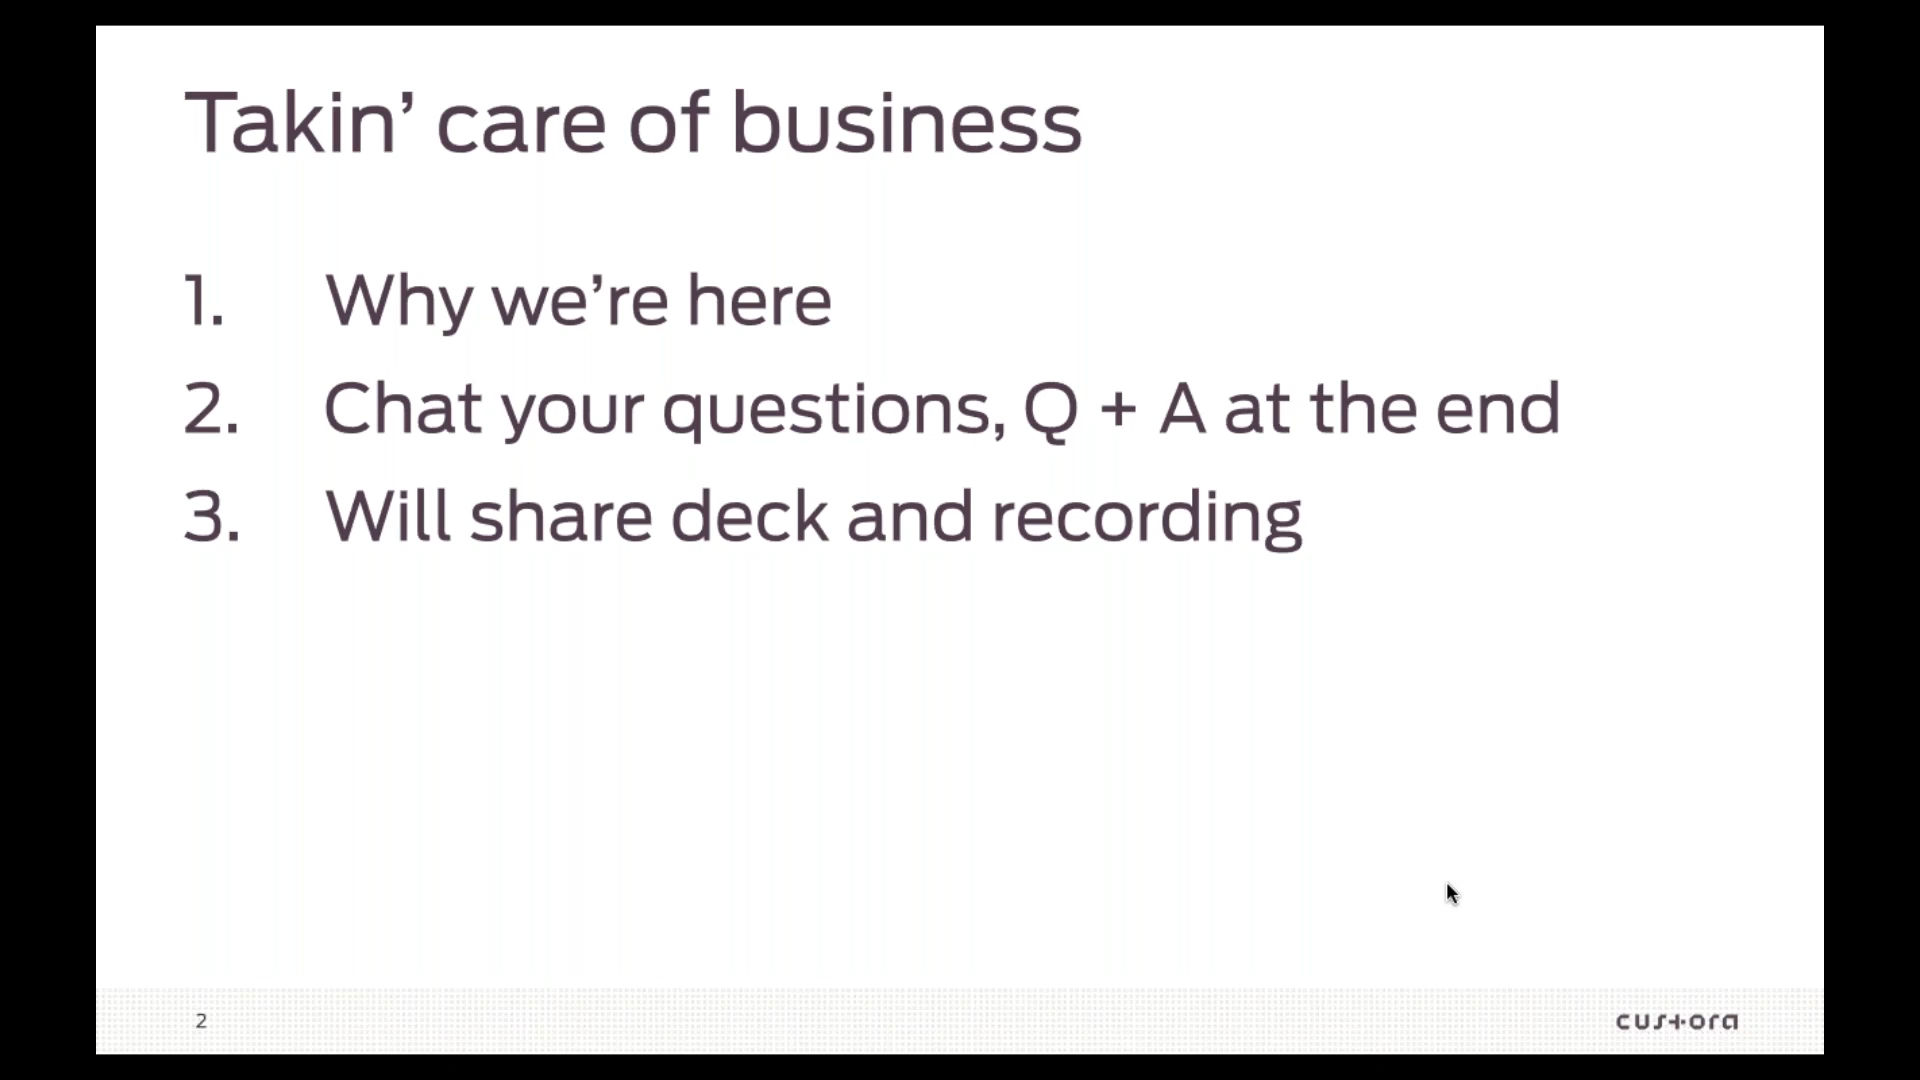 Takin’ care of business
1. Why we’re here
2. Chat your questions, Q + A at the end
3. Will share deck and recording
2
custora